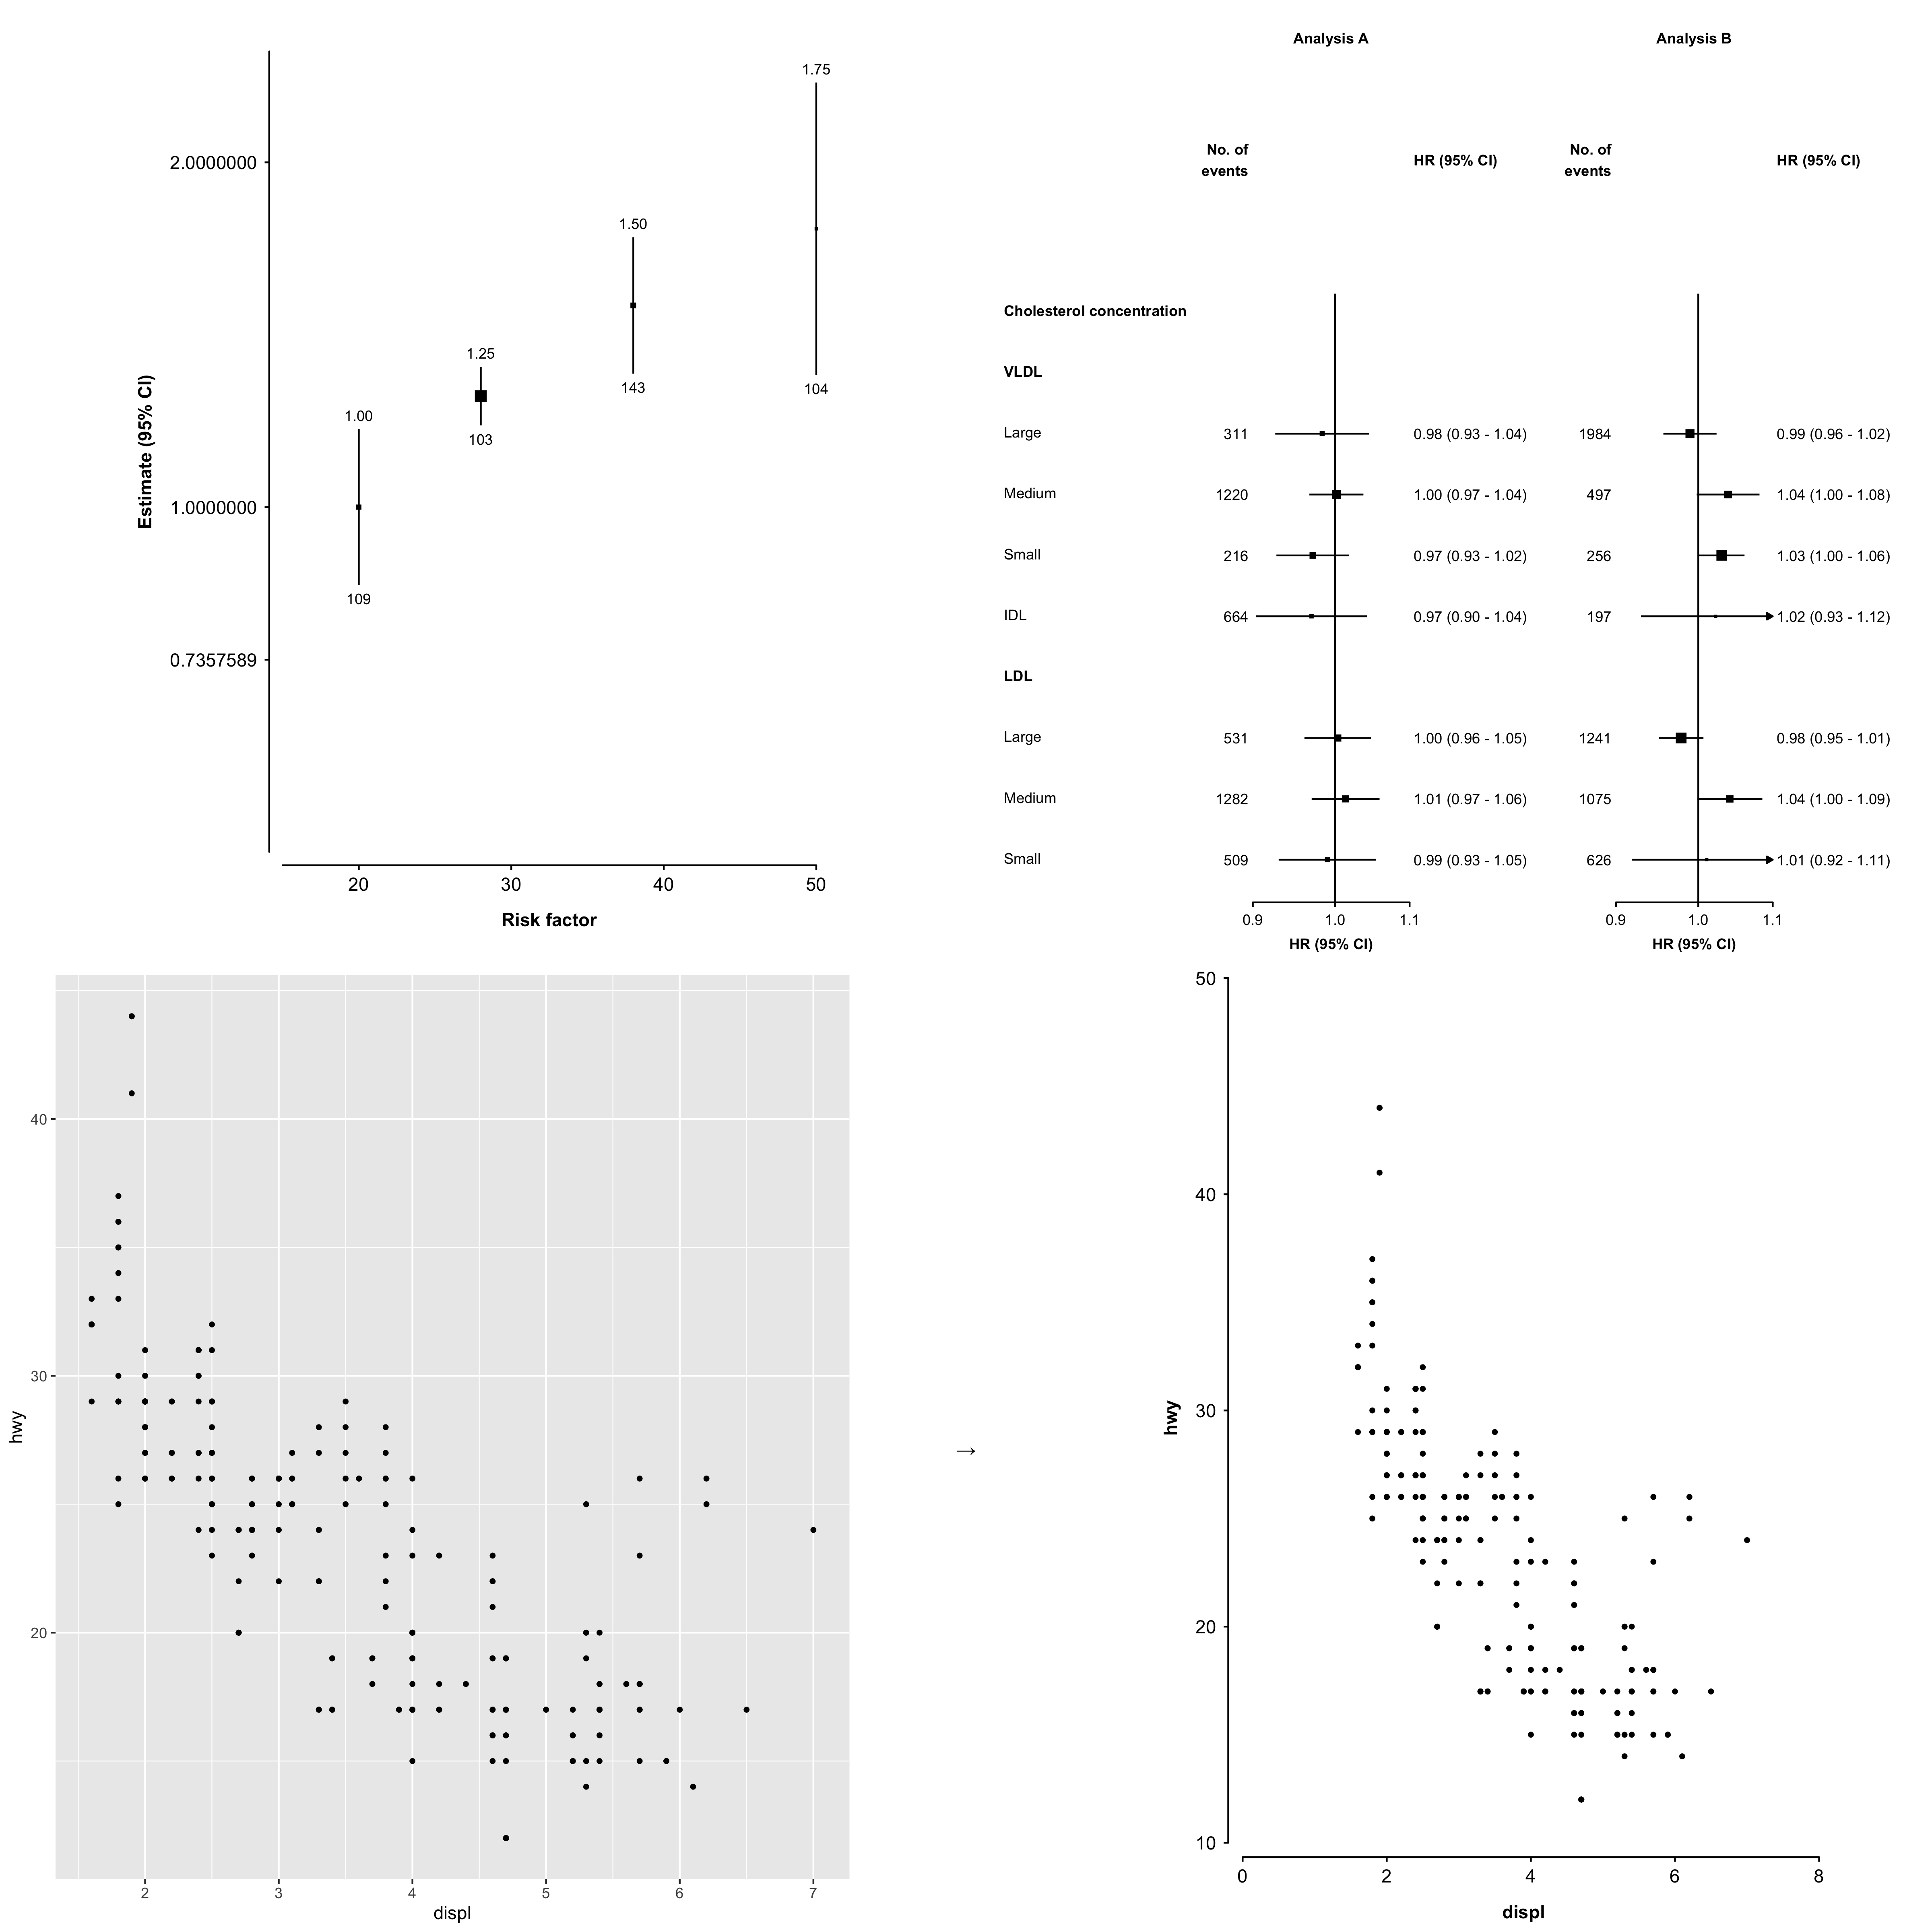 1.75
2.0000000
1.50
1.25
143
104
1.00
103
1.0000000
109
0.7357589
Estimate (95% CI)
20 30 40 50
Risk factor
Analysis A Analysis B
No. of events HR (95% CI) No. of events HR (95% CI)
Cholesterol concentration
VLDL
Large 311 0.98 (0.93 - 1.04) 1984 0.99 (0.96 - 1.02)
Medium 1220 1.00 (0.97 - 1.04) 497 1.04 (1.00 - 1.08)
Small 216 0.97 (0.93 - 1.02) 256 1.03 (1.00 - 1.06)
IDL 664 0.97 (0.90 - 1.04) 197 1.02 (0.93 - 1.12)
LDL
Large 531 1.00 (0.96 - 1.05) 1241 0.98 (0.95 - 1.01)
Medium 1282 1.01 (0.97 - 1.06) 1075 1.04 (1.00 - 1.09)
Small 509 0.99 (0.93 - 1.05) 626 1.01 (0.92 - 1.11)
0.9 1.0 1.1 0.9 1.0 1.1
HR (95% CI) HR (95% CI)
40
30
20
hwy
2 3 4 5 6 7
displ
→
50
40
30
20
10
hwy
0 2 4 6 8
displ